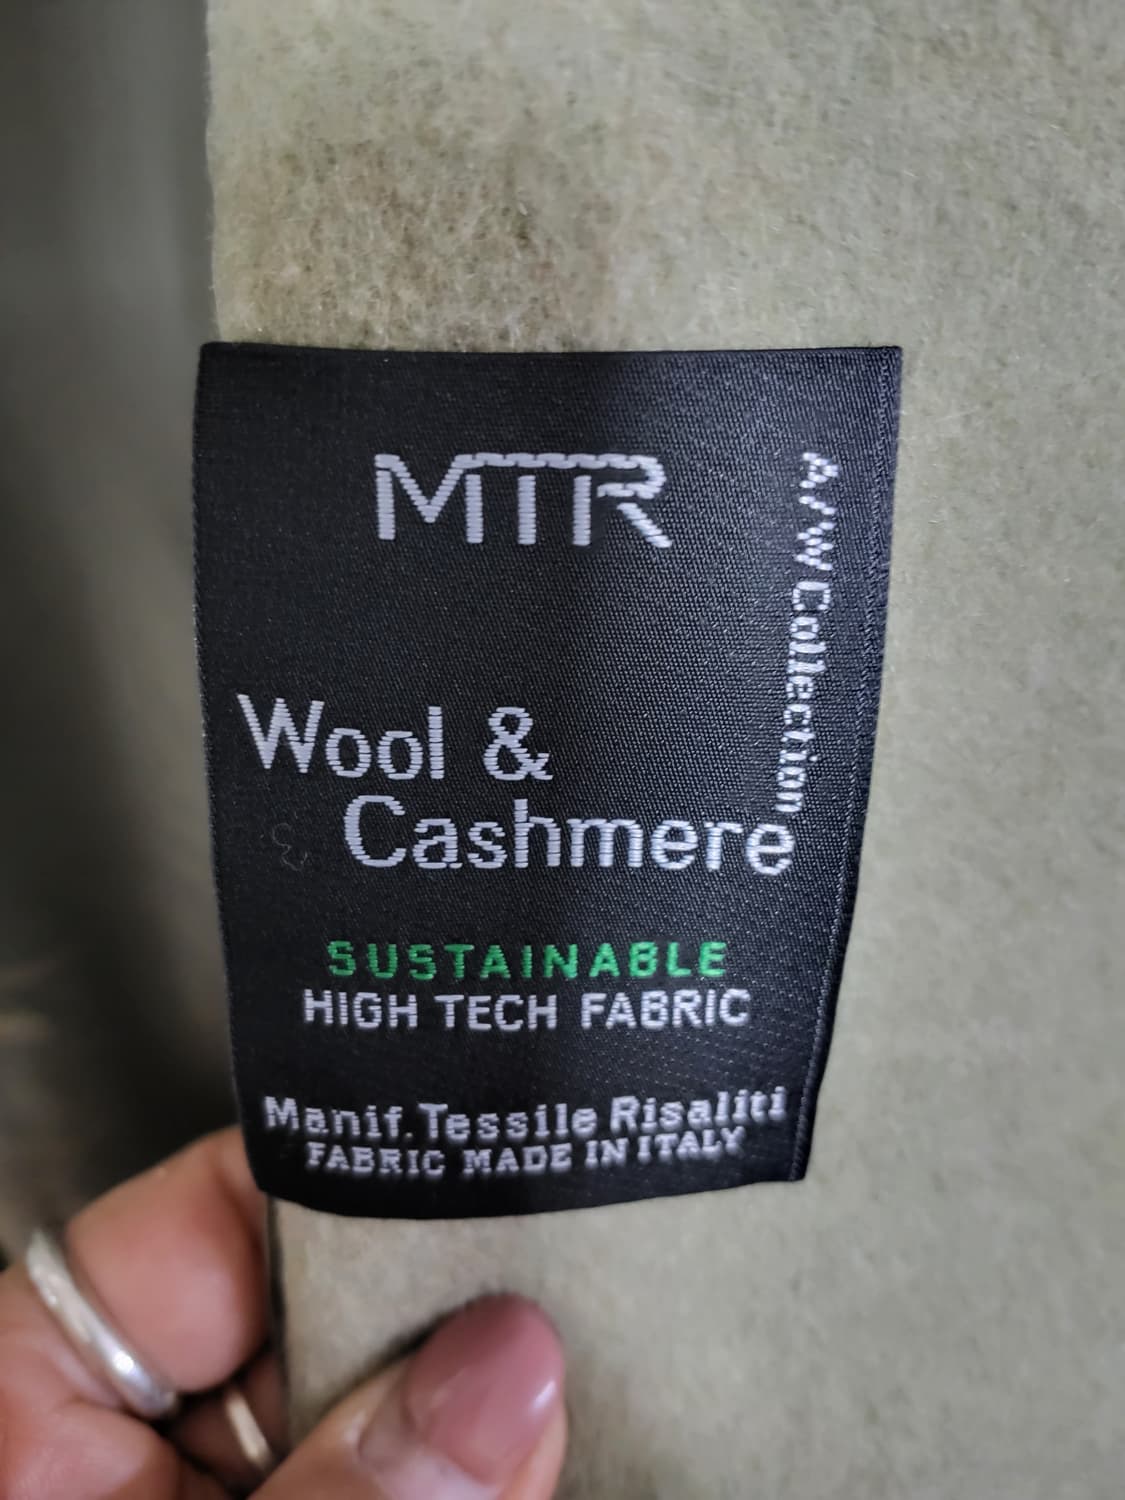 MTR
A/W Collection
Wool &
Cashmere
SUSTAINABLE
HIGH TECH FABRIC
Manif. Tessile Risaliti
FABRIC MADE IN ITALY